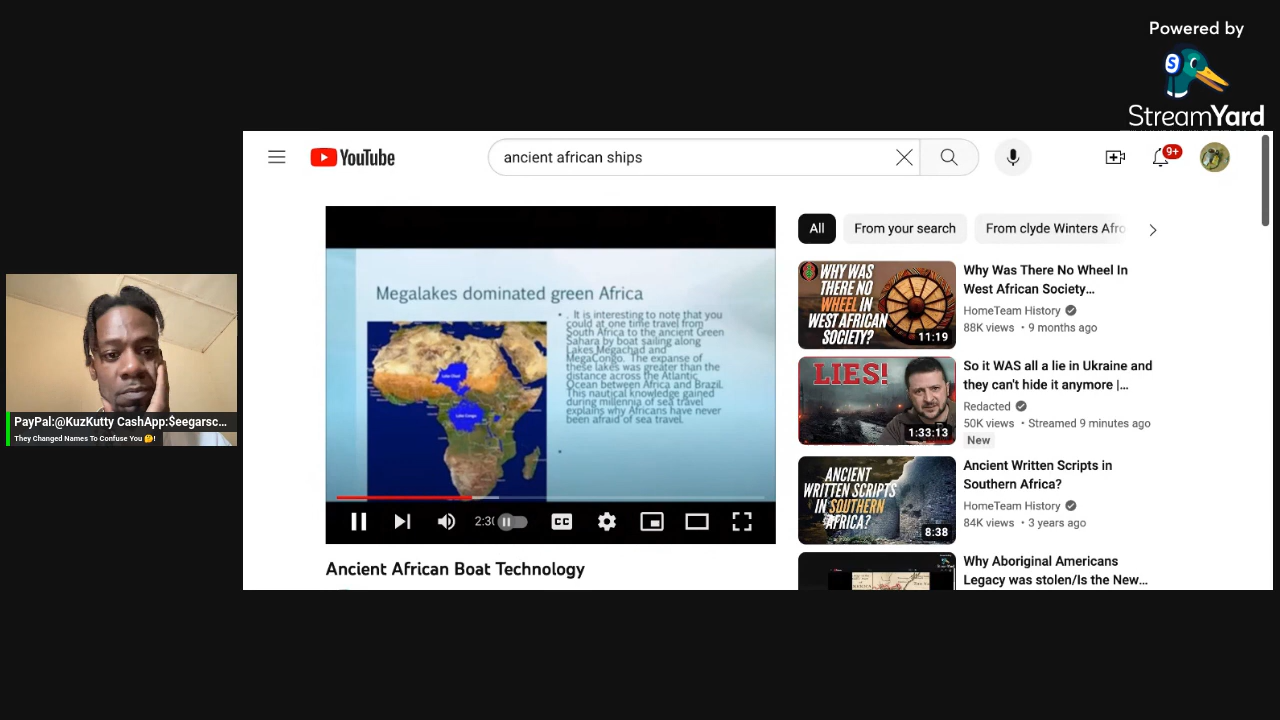 Powered by
S
StreamYard
YouTube
ancient african ships
9+
Megalakes dominated green Africa
• . It is interesting to note that you
could at one time travel from
South Africa to the ancient Green
Sahara by boat sailing along
Lakes Megachad and
MegaCongo. The expanse of
these lakes was greater than the
distance across the Atlantic
Ocean between Africa and Brazil.
This nautical knowledge gained
during millennia of sea travel
explains why Africans have never
been afraid of sea travel.
•
2:30
CC
Ancient African Boat Technology
PayPal:@KuzKutty CashApp:$eegarsc...
They Changed Names To Confuse You 🤔!
All
From your search
From clyde Winters Afro
WHY WAS
THERE NO
WHEEL IN
WEST AFRICAN
SOCIETY?
11:19
Why Was There No Wheel In
West African Society...
HomeTeam History
88K views • 9 months ago
LIES!
1:33:13
So it WAS all a lie in Ukraine and
they can't hide it anymore |...
Redacted
50K views • Streamed 9 minutes ago
New
ANCIENT
WRITTEN SCRIPTS
IN SOUTHERN
AFRICA?
8:38
Ancient Written Scripts in
Southern Africa?
HomeTeam History
84K views • 3 years ago
Why Aboriginal Americans
Legacy was stolen/Is the New...